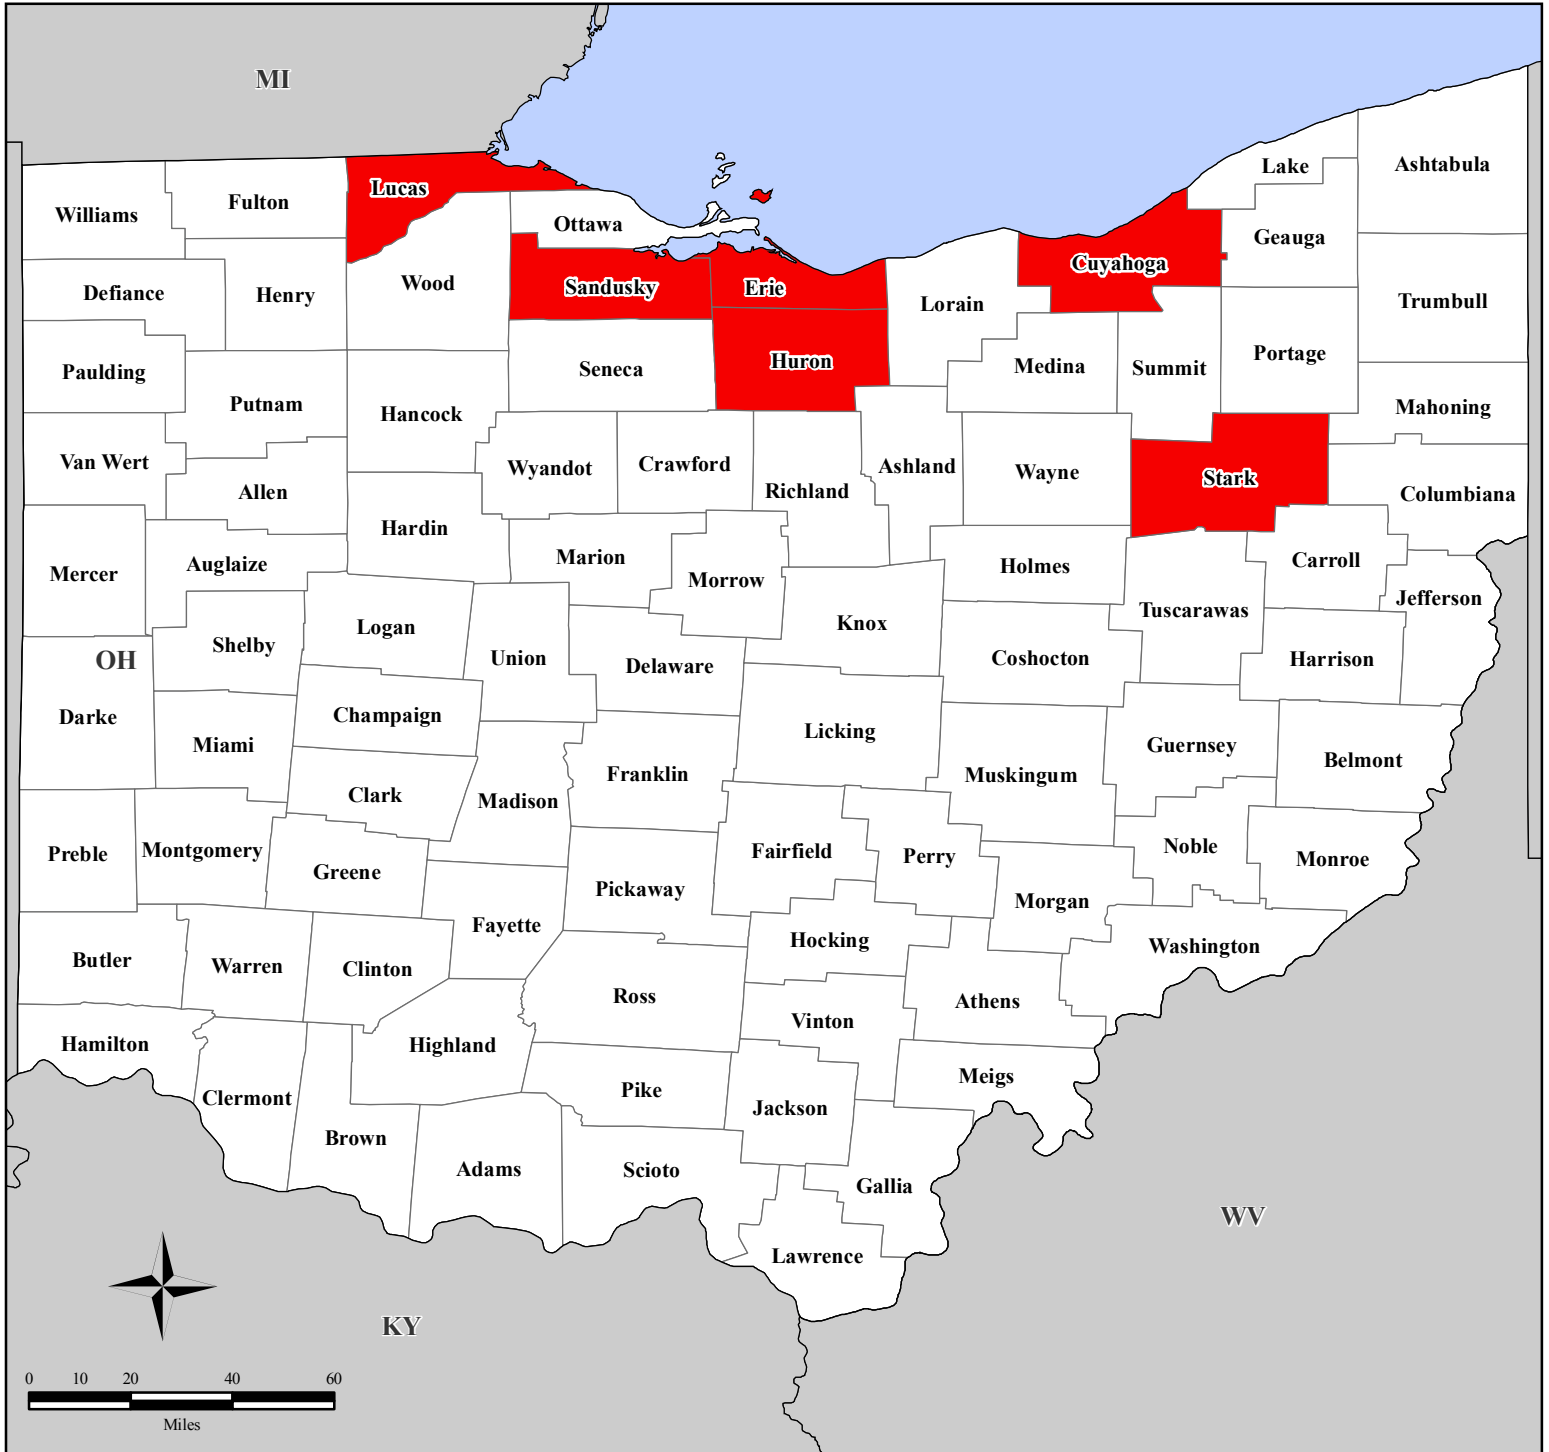 MI
Lake
Ashtabula
Lucas
Fulton
Williams
Ottawa
Geauga
Cuyahoga
Wood
Sandusky
Erie
Defiance
Henry
Lorain
Trumbull
Portage
Huron
Medina
Summit
Seneca
Paulding
Putnam
Hancock
Mahoning
Van Wert
Wyandot
Crawford
Ashland
Wayne
Stark
Allen
Richland
Columbiana
Hardin
Marion
Auglaize
Mercer
Morrow
Holmes
Carroll
Jefferson
Tuscarawas
Logan
Knox
Shelby
OH
Union
Delaware
Coshocton
Harrison
Darke
Champaign
Licking
Miami
Guernsey
Belmont
Franklin
Muskingum
Clark
Madison
Preble
Montgomery
Fairfield
Perry
Noble
Monroe
Greene
Pickaway
Morgan
Fayette
Hocking
Washington
Butler
Warren
Clinton
Ross
Athens
Vinton
Hamilton
Highland
Meigs
Pike
Clermont
Jackson
Brown
Adams
Scioto
Gallia
WV
Lawrence
KY
0 10 20 40 60
Miles